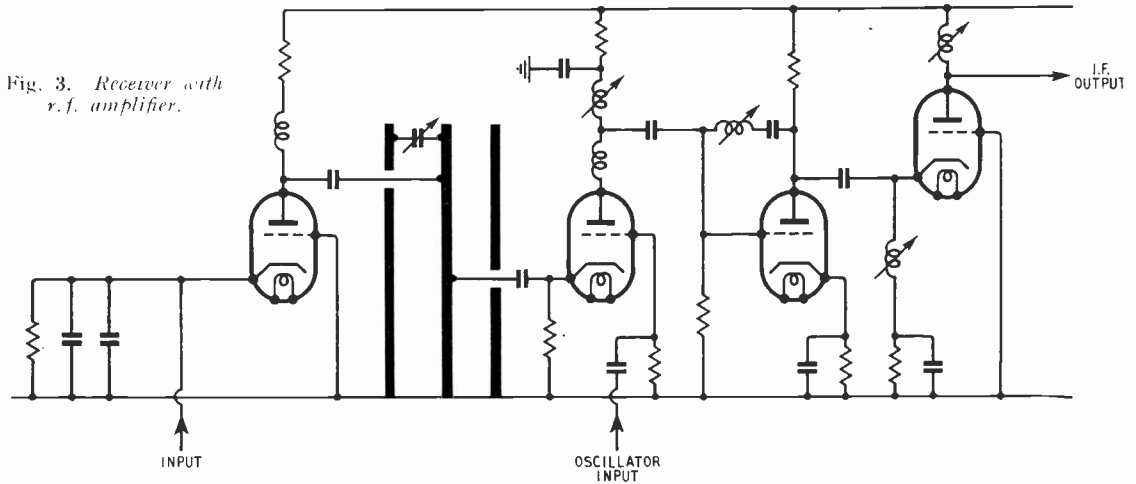 Fig. 3. Receiver with
r.f. amplifier.
I.F.
OUTPUT
INPUT
OSCILLATOR
INPUT